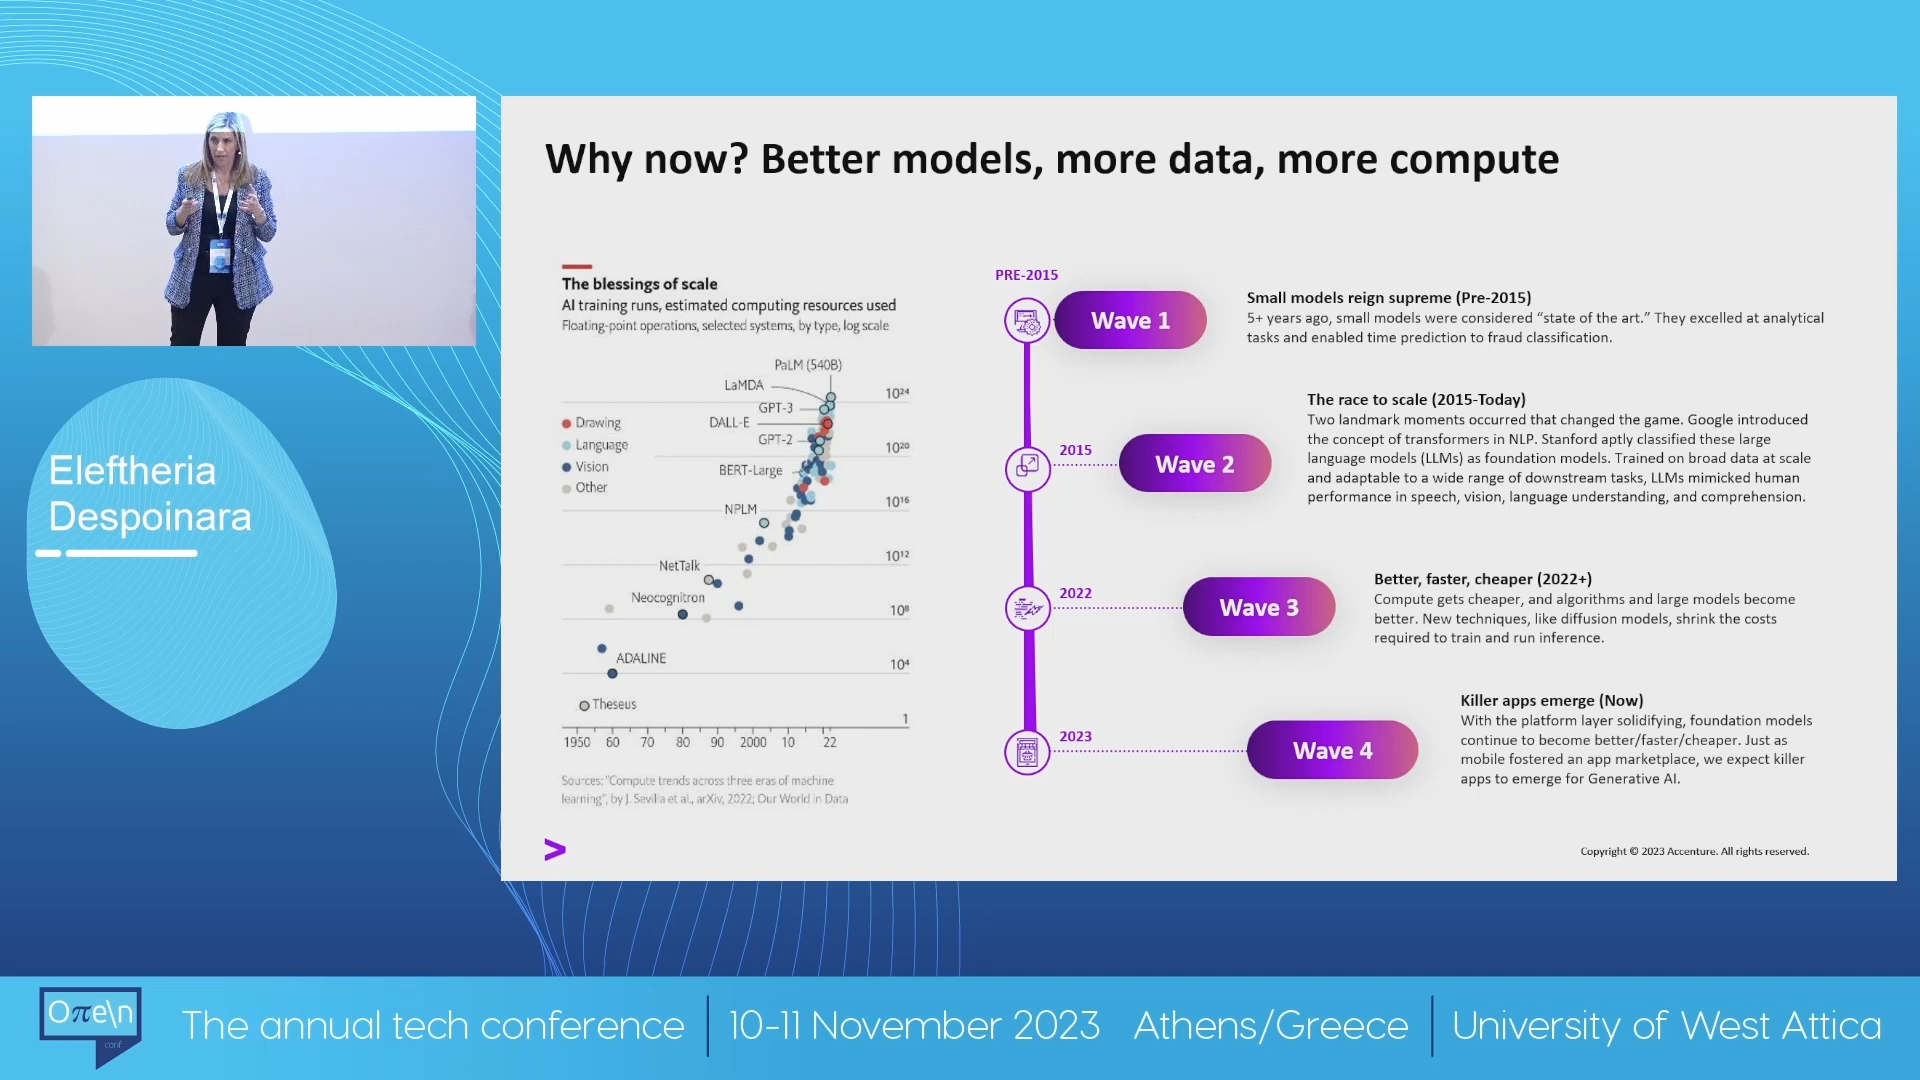 Why now? Better models, more data, more compute
The blessings of scale
AI training runs, estimated computing resources used
Floating-point operations, selected systems, by type, log scale
PaLM (540B)
LaMDA
10²⁴
GPT-3
DALL-E
Drawing
GPT-2
Language
10²⁰
Vision
BERT-Large
Other
10¹⁶
NPLM
10¹²
NetTalk
Neocognitron
10⁸
ADALINE
10⁴
Theseus
1
1950 60 70 80 90 2000 10 22
Sources: "Compute trends across three eras of machine
learning", by J. Sevilla et al., arXiv, 2022; Our World in Data
>
PRE-2015
Wave 1
Small models reign supreme (Pre-2015)
5+ years ago, small models were considered “state of the art.” They excelled at analytical
tasks and enabled time prediction to fraud classification.
2015
Wave 2
The race to scale (2015-Today)
Two landmark moments occurred that changed the game. Google introduced
the concept of transformers in NLP. Stanford aptly classified these large
language models (LLMs) as foundation models. Trained on broad data at scale
and adaptable to a wide range of downstream tasks, LLMs mimicked human
performance in speech, vision, language understanding, and comprehension.
2022
Wave 3
Better, faster, cheaper (2022+)
Compute gets cheaper, and algorithms and large models become
better. New techniques, like diffusion models, shrink the costs
required to train and run inference.
2023
Wave 4
Killer apps emerge (Now)
With the platform layer solidifying, foundation models
continue to become better/faster/cheaper. Just as
mobile fostered an app marketplace, we expect killer
apps to emerge for Generative AI.
Copyright © 2023 Accenture. All rights reserved.
Eleftheria
Despoinara
Oπe\n
conf
The annual tech conference
10-11 November 2023 Athens/Greece
University of West Attica